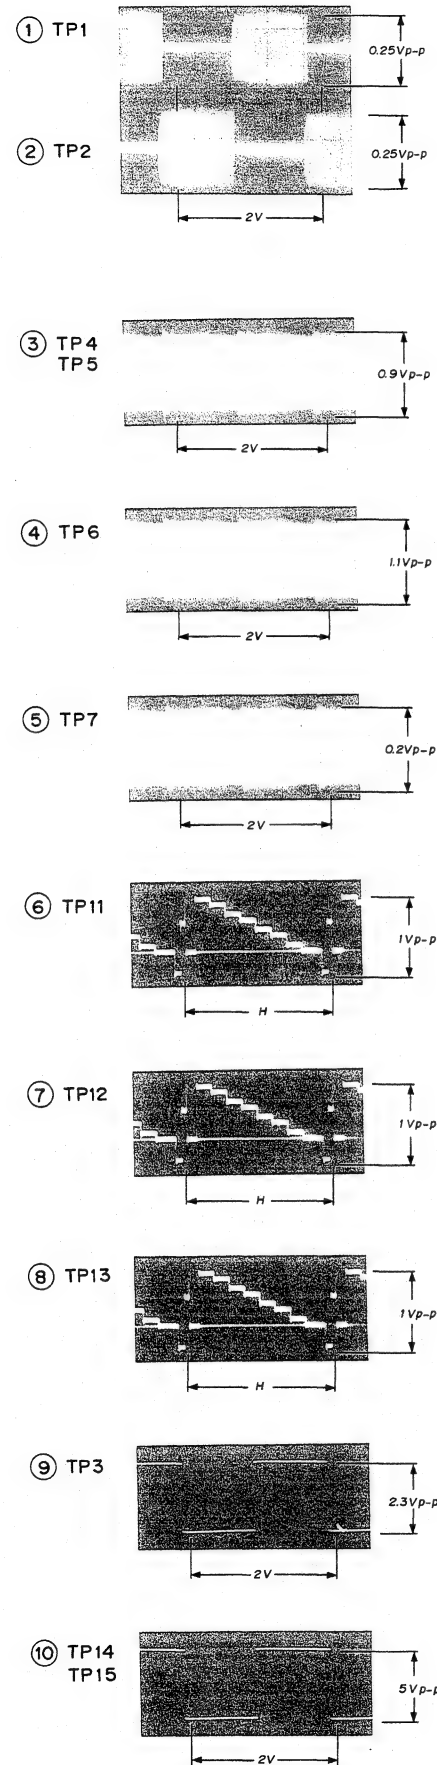 ① TP1
0.25Vp-p
② TP2
0.25Vp-p
2V
③ TP4
TP5
0.9Vp-p
2V
④ TP6
1.1Vp-p
2V
⑤ TP7
0.2Vp-p
2V
⑥ TP11
1Vp-p
H
⑦ TP12
1Vp-p
H
⑧ TP13
1Vp-p
H
⑨ TP3
2.3Vp-p
2V
⑩ TP14
TP15
5Vp-p
2V